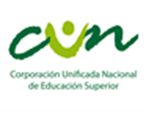 cun
Corporación Unificada Nacional
de Educación Superior